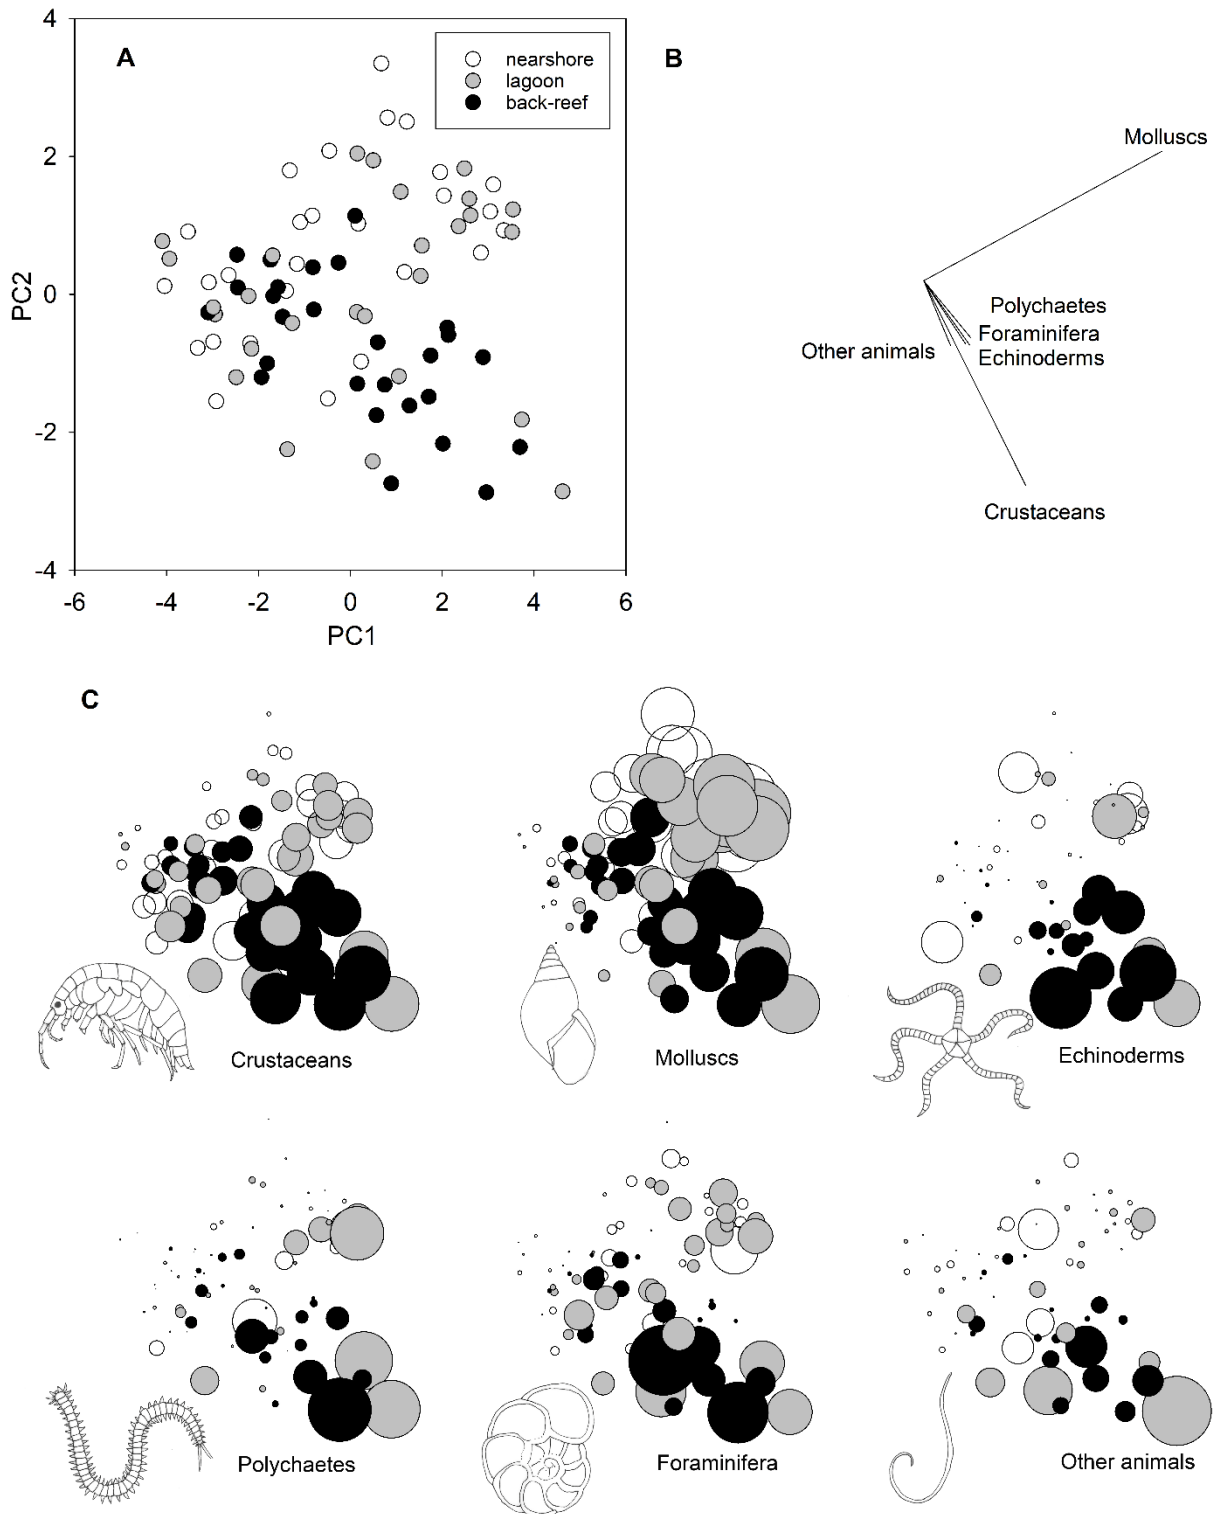 A
nearshore
lagoon
back-reef
4
2
0
-2
-4
PC2
-6
-4
-2
0
2
4
6
PC1
B
Molluscs
Polychaetes
Foraminifera
Other animals
Echinoderms
Crustaceans
C
Crustaceans
Molluscs
Echinoderms
Polychaetes
Foraminifera
Other animals